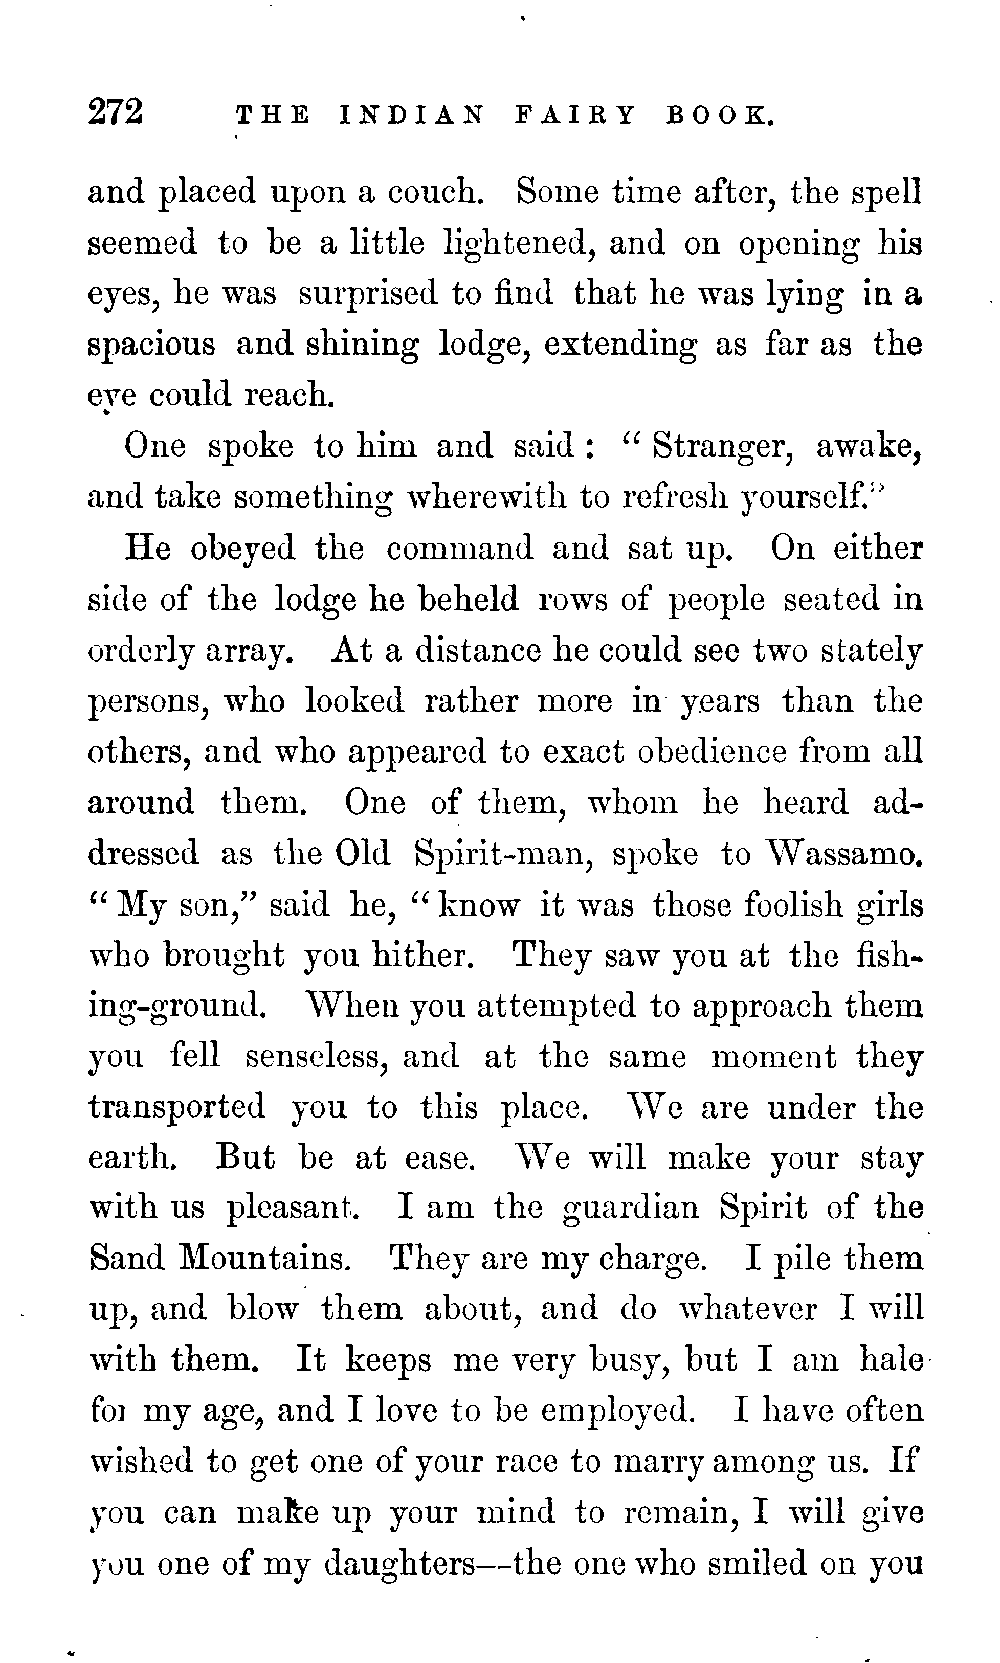 272 THE INDIAN FAIRY BOOK.
and placed upon a couch. Some time after, the spell
seemed to be a little lightened, and on opening his
eyes, he was surprised to find that he was lying in a
spacious and shining lodge, extending as far as the
eye could reach.
One spoke to him and said : “ Stranger, awake,
and take something wherewith to refresh yourself.”
He obeyed the command and sat up. On either
side of the lodge he beheld rows of people seated in
orderly array. At a distance he could see two stately
persons, who looked rather more in years than the
others, and who appeared to exact obedience from all
around them. One of them, whom he heard ad-
dressed as the Old Spirit-man, spoke to Wassamo.
“ My son,” said he, “ know it was those foolish girls
who brought you hither. They saw you at the fish-
ing-ground. When you attempted to approach them
you fell senseless, and at the same moment they
transported you to this place. We are under the
earth. But be at ease. We will make your stay
with us pleasant. I am the guardian Spirit of the
Sand Mountains. They are my charge. I pile them
up, and blow them about, and do whatever I will
with them. It keeps me very busy, but I am hale
for my age, and I love to be employed. I have often
wished to get one of your race to marry among us. If
you can make up your mind to remain, I will give
you one of my daughters—the one who smiled on you